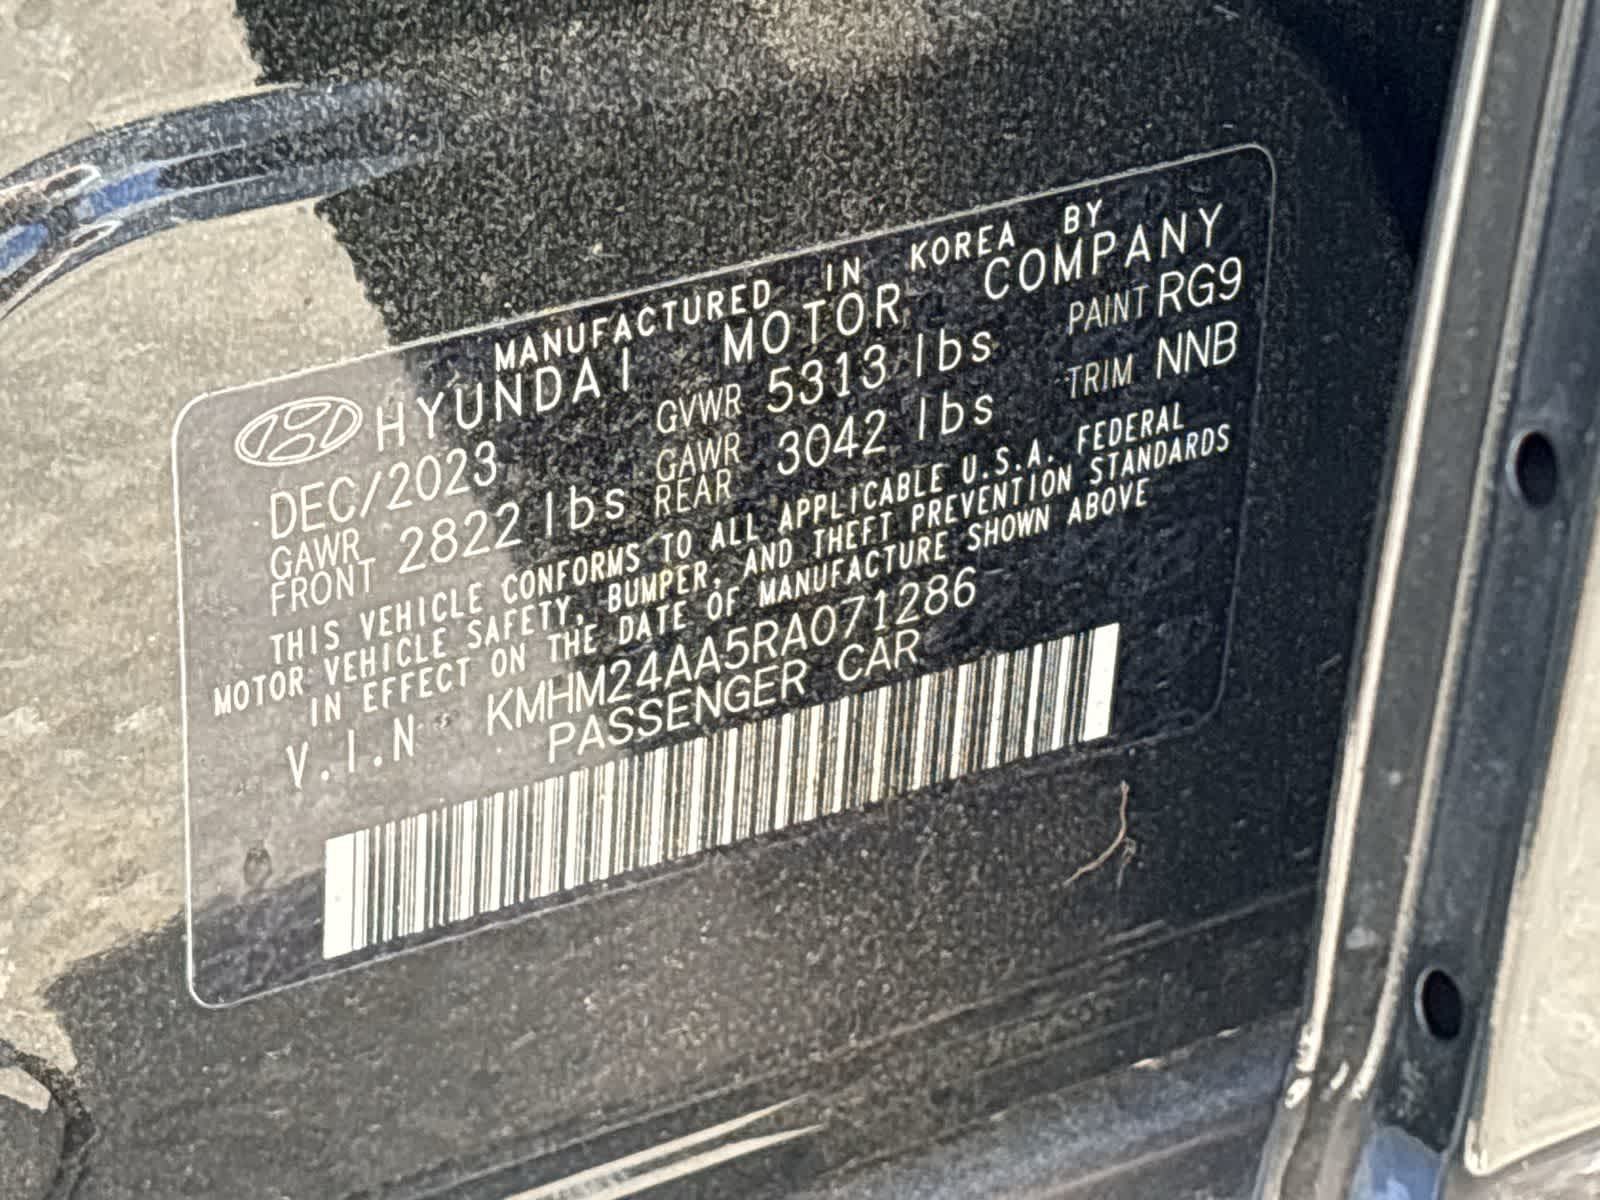 MANUFACTURED IN KOREA BY
HYUNDAI MOTOR COMPANY
DEC/2023 GVWR 5313 lbs PAINT RG9
GAWR FRONT 2822 lbs GAWR REAR 3042 lbs TRIM NNB
THIS VEHICLE CONFORMS TO ALL APPLICABLE U.S.A. FEDERAL
MOTOR VEHICLE SAFETY, BUMPER, AND THEFT PREVENTION STANDARDS
IN EFFECT ON THE DATE OF MANUFACTURE SHOWN ABOVE
V.I.N KMHM24AA5RA071286
PASSENGER CAR